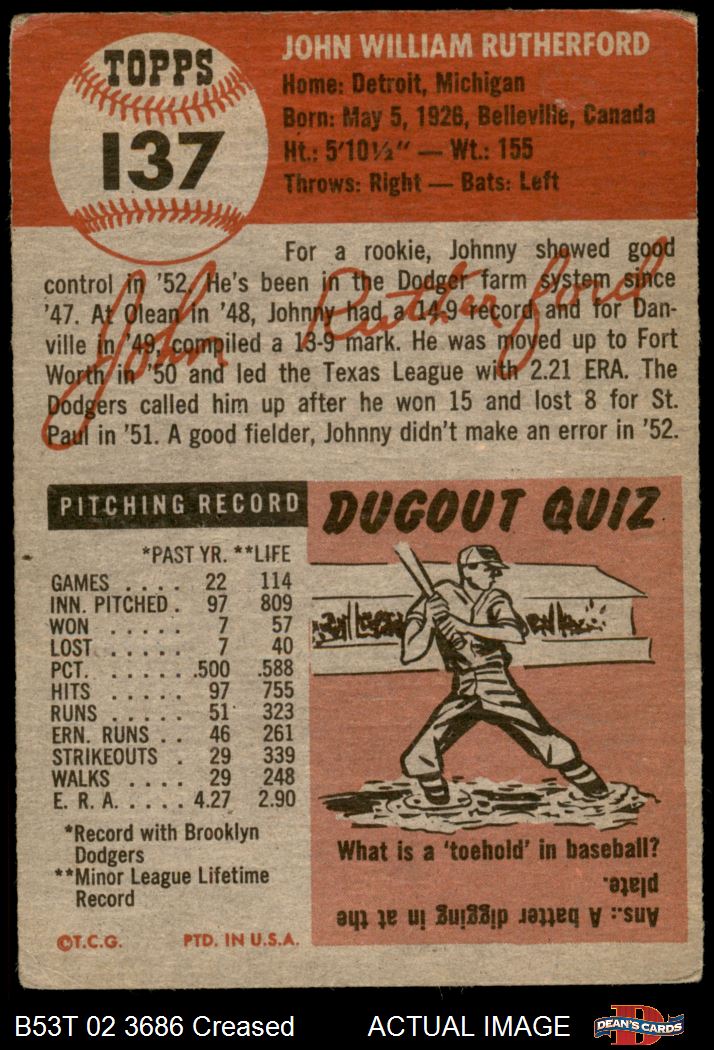 TOPPS
137
JOHN WILLIAM RUTHERFORD
Home: Detroit, Michigan
Born: May 5, 1926, Belleville, Canada
Ht.: 5'10½" — Wt.: 155
Throws: Right — Bats: Left
For a rookie, Johnny showed good
control in '52. He's been in the Dodger farm system since
'47. At Olean in '48, Johnny had a 14-9 record and for Dan-
ville in '49, compiled a 13-9 mark. He was moved up to Fort
Worth in '50 and led the Texas League with 2.21 ERA. The
Dodgers called him up after he won 15 and lost 8 for St.
Paul in '51. A good fielder, Johnny didn't make an error in '52.
John Rutherford
PITCHING RECORD
*PAST YR. **LIFE
GAMES . . . . 22 114
INN. PITCHED . 97 809
WON . . . . . 7 57
LOST . . . . . 7 40
PCT. . . . . . .500 .588
HITS . . . . . 97 755
RUNS . . . . . 51 323
ERN. RUNS . . 46 261
STRIKEOUTS . 29 339
WALKS . . . . 29 248
E. R. A. . . . . 4.27 2.90
*Record with Brooklyn
Dodgers
**Minor League Lifetime
Record
©T.C.G. PTD. IN U.S.A.
DUGOUT QUIZ
What is a 'toehold' in baseball?
Ans.: A batter digging in at the
plate.
B53T 02 3686 Creased ACTUAL IMAGE
DEAN'S CARDS